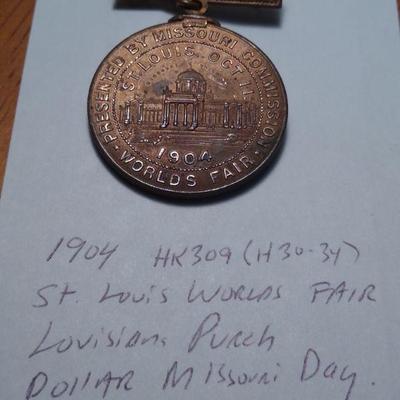 PRESENTED BY MISSOURI COMMISSION
ST. LOUIS, OCT. 11.
1904
· WORLDS FAIR ·
1904 HK309 (H30-34)
St. Louis Worlds FAIR
Louisiana Purch
DOLLAR Missouri Day.